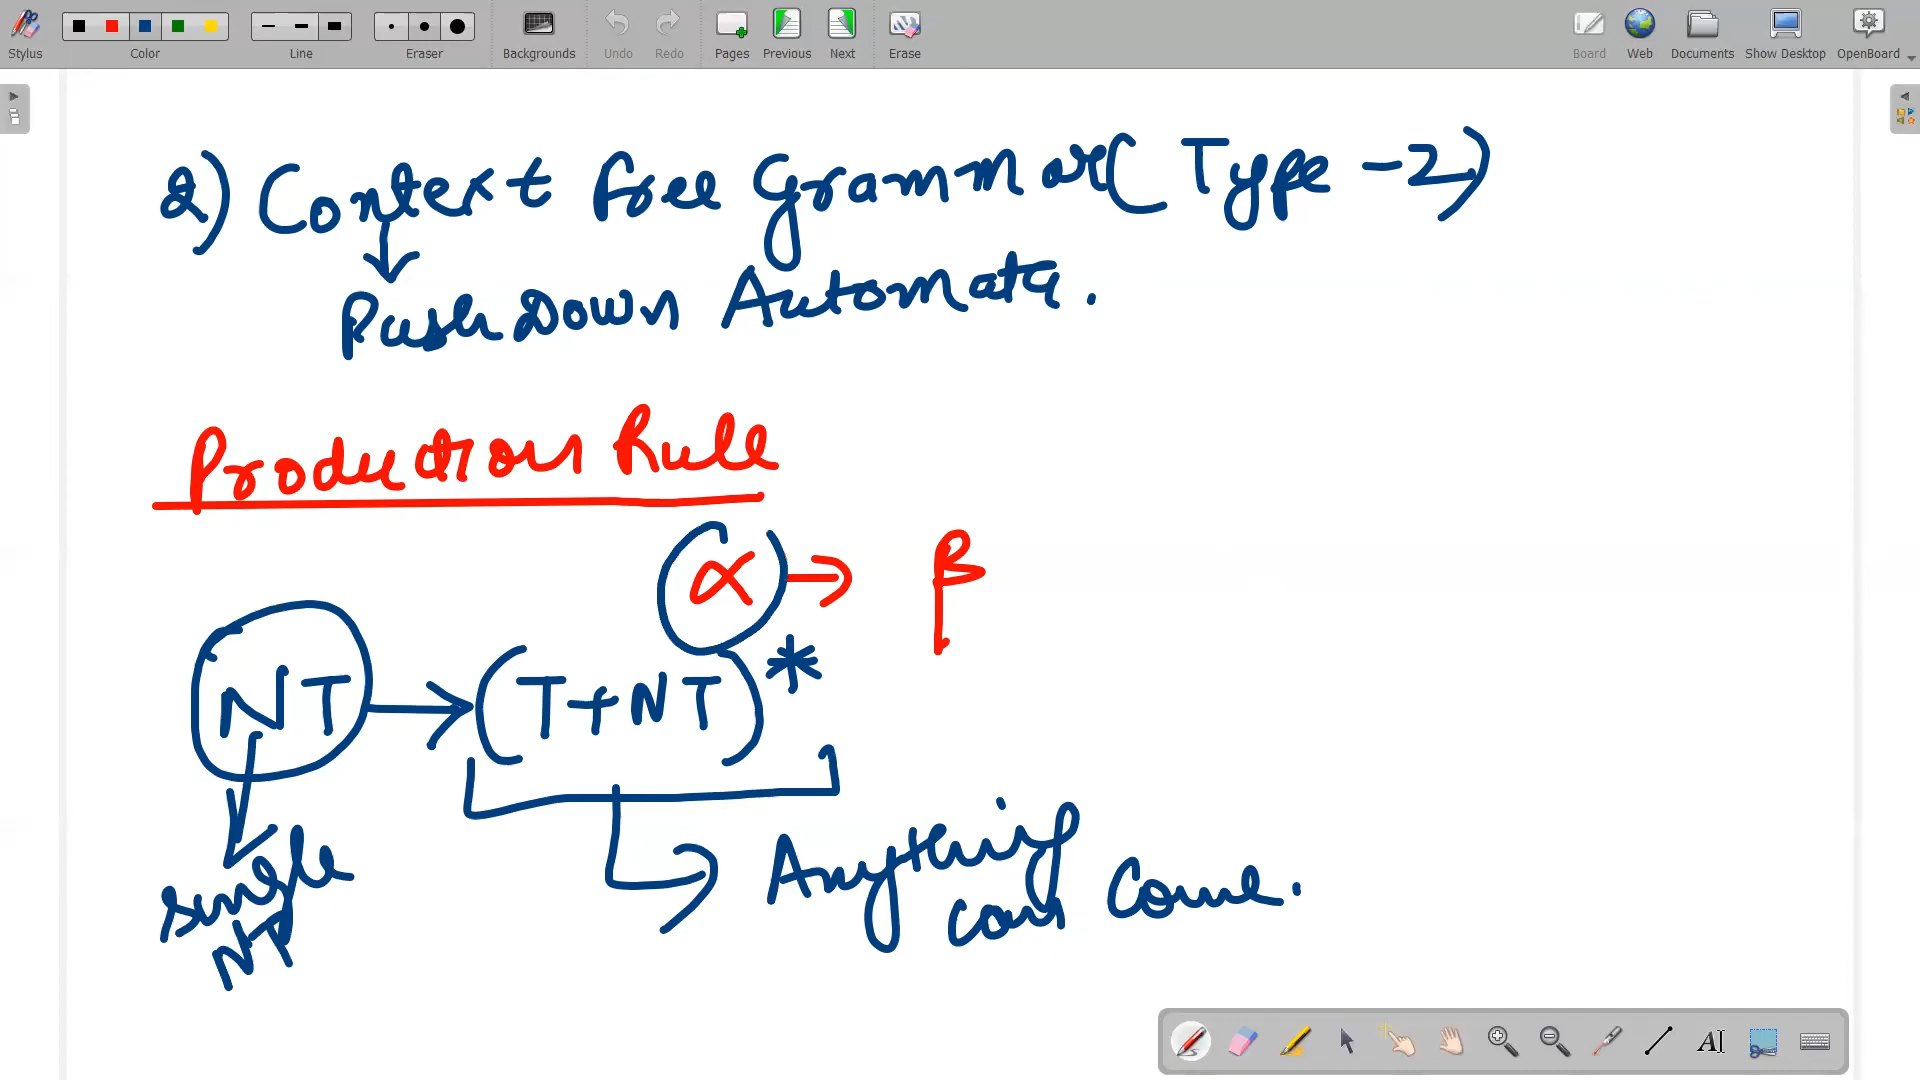 Stylus Color Line Eraser Backgrounds Undo Redo Pages Previous Next Erase Board Web Documents Show Desktop OpenBoard
2) Context free Grammar (Type-2)
Push Down Automata.
Production Rule
α → β
NT → (T+NT)*
single
NT
Anything
can come.